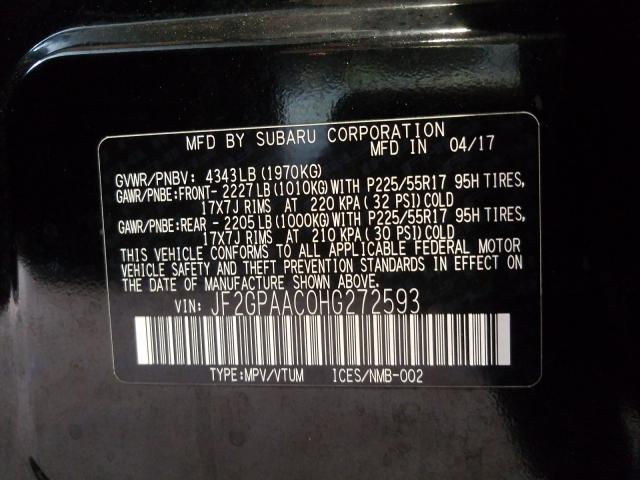 MFD BY SUBARU CORPORATION
MFD IN 04/17
GVWR/PNBV: 4343LB (1970KG)
GAWR/PNBE:FRONT- 2227LB (1010KG)WITH P225/55R17 95H TIRES,
17X7J RIMS AT 220 KPA (32 PSI)COLD
GAWR/PNBE:REAR - 2205LB (1000KG)WITH P225/55R17 95H TIRES,
17X7J RIMS AT 210 KPA (30 PSI)COLD
THIS VEHICLE CONFORMS TO ALL APPLICABLE FEDERAL MOTOR
VEHICLE SAFETY AND THEFT PREVENTION STANDARDS IN EFFECT ON
THE DATE OF MANUFACTURE SHOWN ABOVE.
VIN: JF2GPAAC0HG272593
TYPE:MPV/VTUM ICES/NMB-002